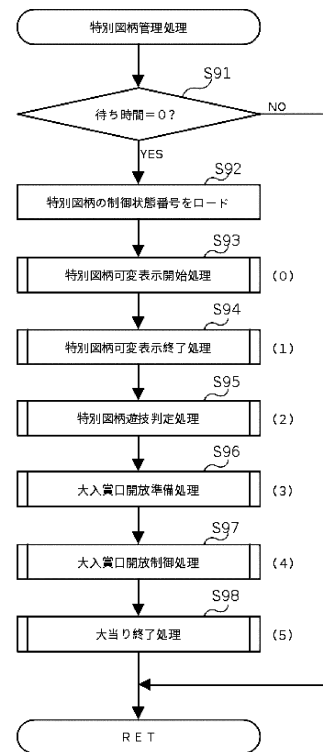 特別図柄管理処理
S91
待ち時間=0?
NO
YES
S92
特別図柄の制御状態番号をロード
S93
特別図柄可変表示開始処理
(0)
S94
特別図柄可変表示終了処理
(1)
S95
特別図柄遊技判定処理
(2)
S96
大入賞口開放準備処理
(3)
S97
大入賞口開放制御処理
(4)
S98
大当り終了処理
(5)
RET